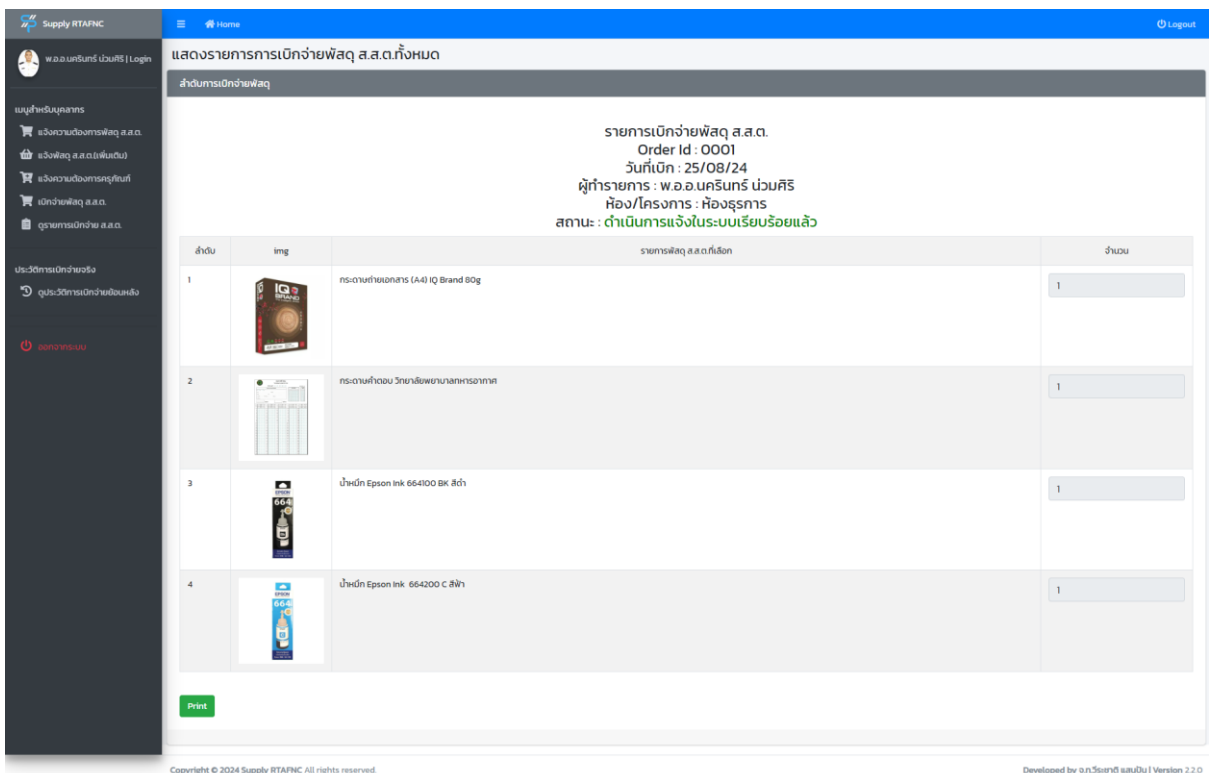 Supply RTAFNC
Home
Logout
พ.อ.อ.นครินทร์ น่วมศิริ | Login
แสดงรายการการเบิกจ่ายพัสดุ ส.ส.ต.ทั้งหมด
ลำดับการเบิกจ่ายพัสดุ
เมนูสำหรับบุคลากร
แจ้งความต้องการพัสดุ ส.ส.ต.
แจ้งพัสดุ ส.ส.ต.(เพิ่มเติม)
แจ้งความต้องการครุภัณฑ์
เบิกจ่ายพัสดุ ส.ส.ต.
ดูรายการเบิกจ่าย ส.ส.ต.
ประวัติการเบิกจ่ายจริง
ดูประวัติการเบิกจ่ายย้อนหลัง
ออกจากระบบ
รายการเบิกจ่ายพัสดุ ส.ส.ต.
Order Id : 0001
วันที่เบิก : 25/08/24
ผู้ทำรายการ : พ.อ.อ.นครินทร์ น่วมศิริ
ห้อง/โครงการ : ห้องธุรการ
สถานะ : ดำเนินการแจ้งในระบบเรียบร้อยแล้ว
ลำดับ img รายการพัสดุ ส.ส.ต.ที่เลือก จำนวน
1 กระดาษถ่ายเอกสาร (A4) IQ Brand 80g 1
IQ
BRAND
2 กระดาษคำตอบ วิทยาลัยพยาบาลทหารอากาศ 1
3 น้ำหมึก Epson Ink 664100 BK สีดำ 1
EPSON
664
4 น้ำหมึก Epson Ink 664200 C สีฟ้า 1
EPSON
664
Print
Copyright © 2024 Supply RTAFNC All rights reserved.
Developed by จ.ท.วีระชาติ แสนปัน | Version 2.2.0